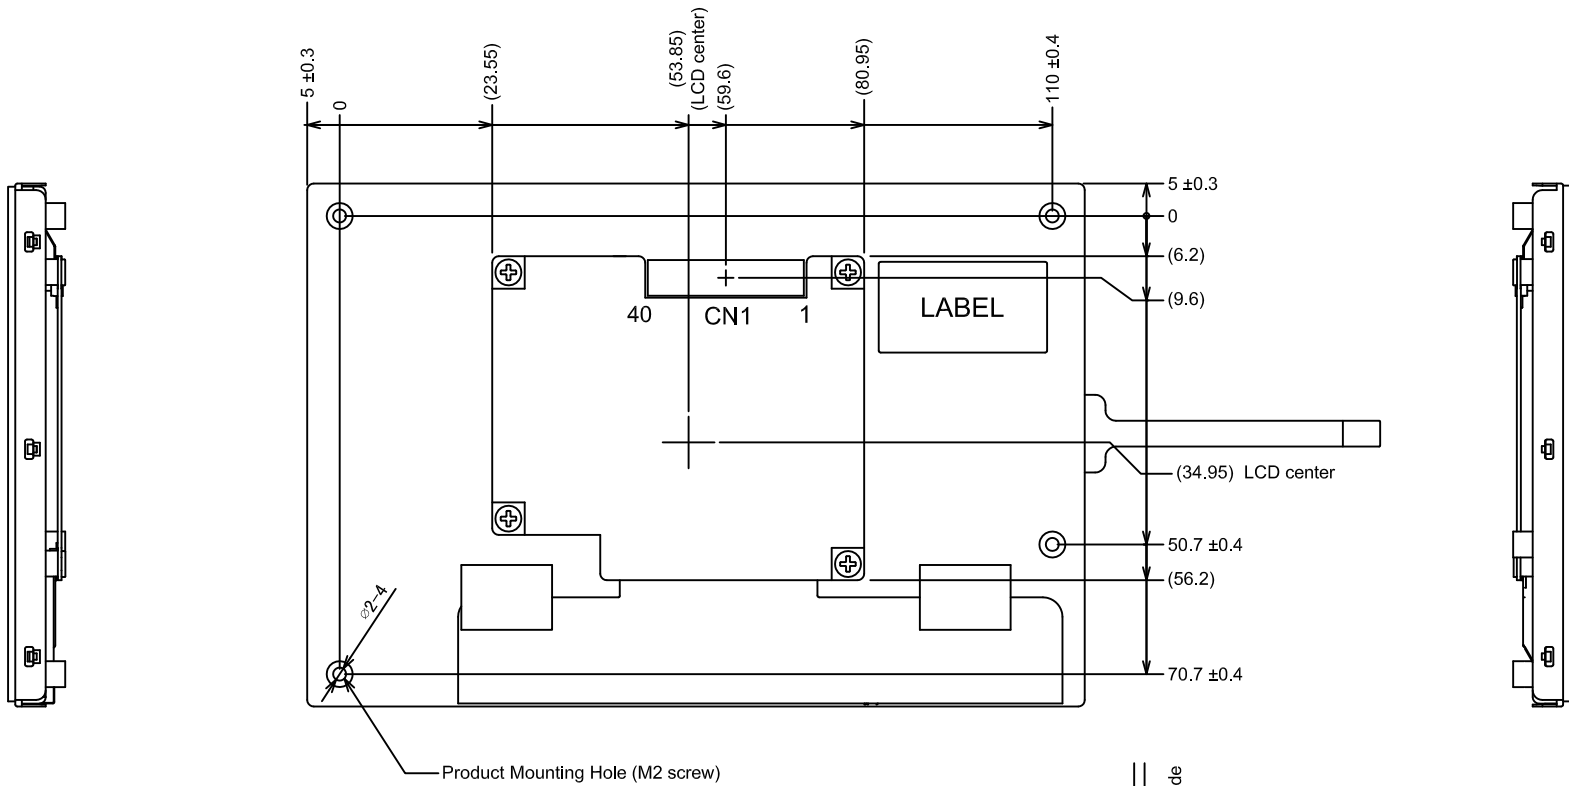 5 ±0.3
0
(23.55)
(53.85)
(LCD center)
(59.6)
(80.95)
110 ±0.4
5 ±0.3
0
(6.2)
(9.6)
LABEL
40
CN1
1
(34.95) LCD center
50.7 ±0.4
(56.2)
⌀2-4
70.7 ±0.4
Product Mounting Hole (M2 screw)
de